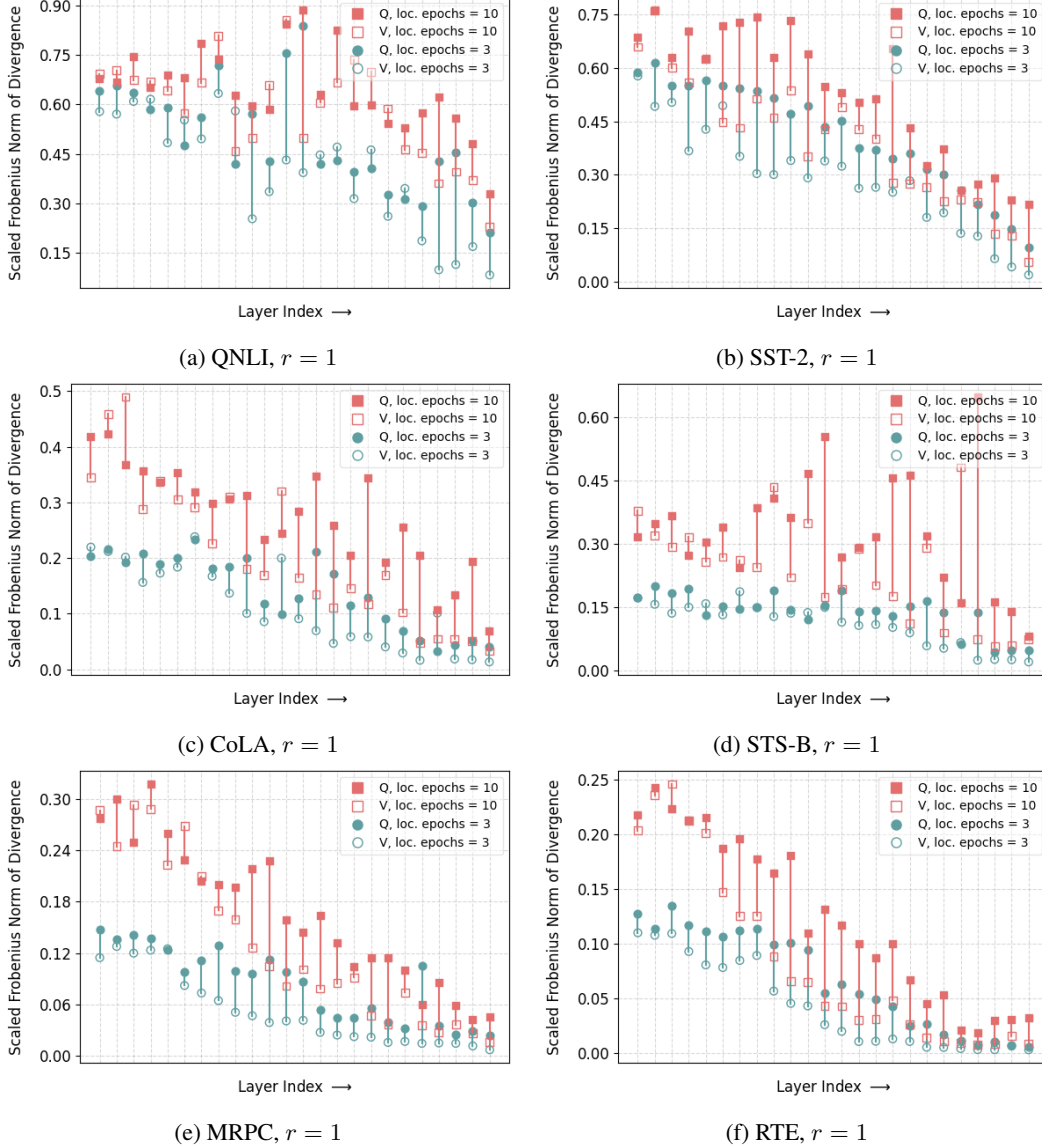 Scaled Frobenius Norm of Divergence
0.90
0.75
0.60
0.45
0.30
0.15
Q, loc. epochs = 10
V, loc. epochs = 10
Q, loc. epochs = 3
V, loc. epochs = 3
Layer Index →
(a) QNLI, r = 1
Scaled Frobenius Norm of Divergence
0.75
0.60
0.45
0.30
0.15
0.00
Q, loc. epochs = 10
V, loc. epochs = 10
Q, loc. epochs = 3
V, loc. epochs = 3
Layer Index →
(b) SST-2, r = 1
Scaled Frobenius Norm of Divergence
0.5
0.4
0.3
0.2
0.1
0.0
Q, loc. epochs = 10
V, loc. epochs = 10
Q, loc. epochs = 3
V, loc. epochs = 3
Layer Index →
(c) CoLA, r = 1
Scaled Frobenius Norm of Divergence
0.60
0.45
0.30
0.15
0.00
Q, loc. epochs = 10
V, loc. epochs = 10
Q, loc. epochs = 3
V, loc. epochs = 3
Layer Index →
(d) STS-B, r = 1
Scaled Frobenius Norm of Divergence
0.30
0.24
0.18
0.12
0.06
0.00
Q, loc. epochs = 10
V, loc. epochs = 10
Q, loc. epochs = 3
V, loc. epochs = 3
Layer Index →
(e) MRPC, r = 1
Scaled Frobenius Norm of Divergence
0.25
0.20
0.15
0.10
0.05
0.00
Q, loc. epochs = 10
V, loc. epochs = 10
Q, loc. epochs = 3
V, loc. epochs = 3
Layer Index →
(f) RTE, r = 1